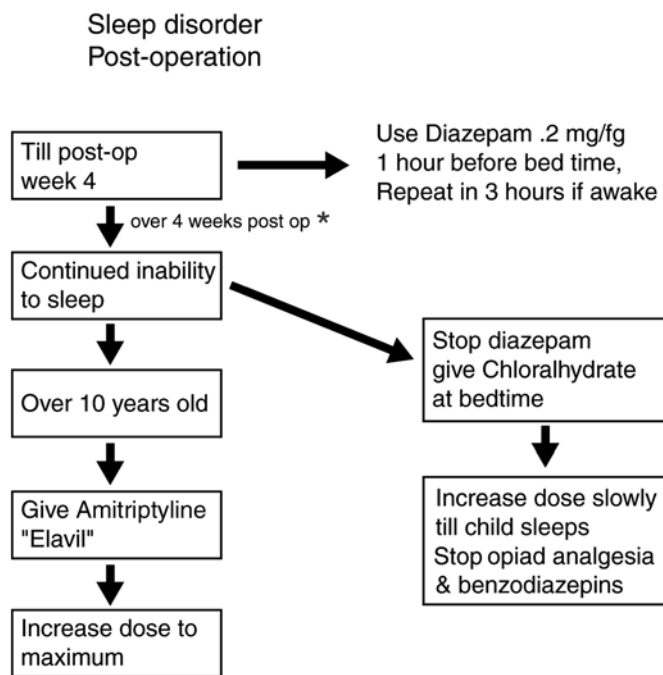 Sleep disorder
Post-operation
Till post-op
week 4
Use Diazepam .2 mg/fg
1 hour before bed time,
Repeat in 3 hours if awake
over 4 weeks post op *
Continued inability
to sleep
Stop diazepam
give Chloralhydrate
at bedtime
Over 10 years old
Give Amitriptyline
"Elavil"
Increase dose slowly
till child sleeps
Stop opiad analgesia
& benzodiazepins
Increase dose to
maximum